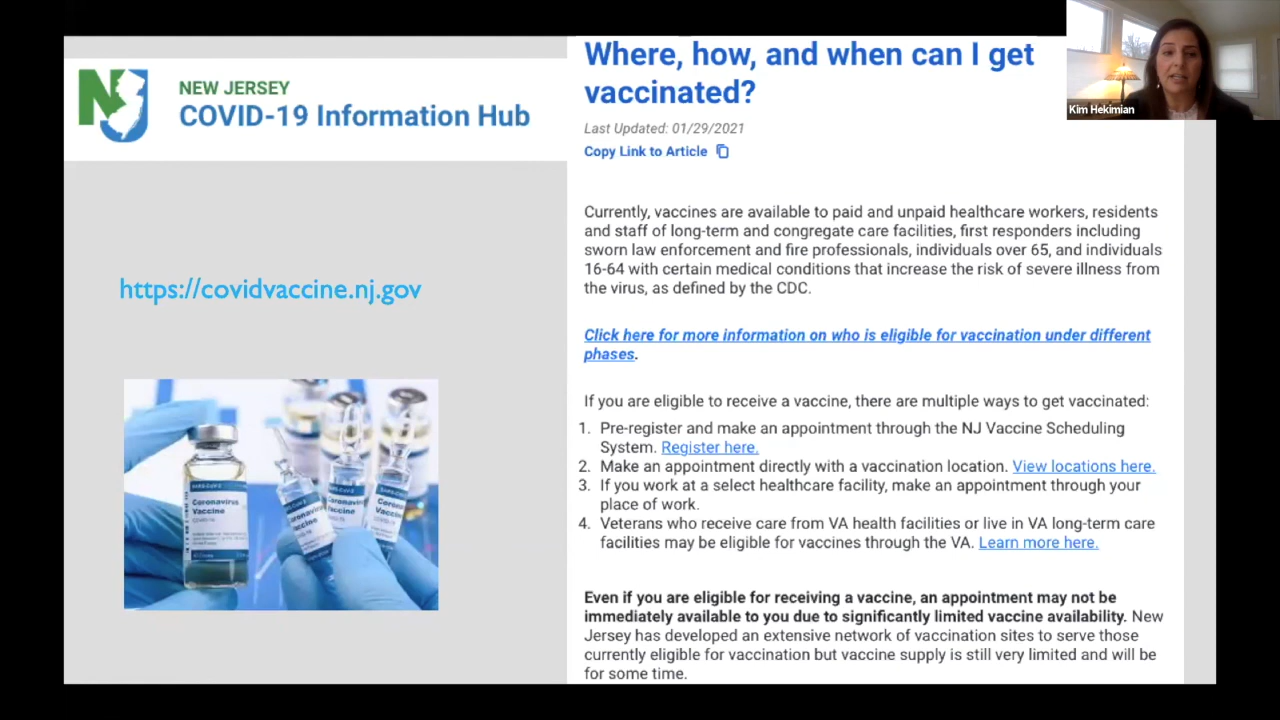 NEW JERSEY
COVID-19 Information Hub
https://covidvaccine.nj.gov
Coronavirus
Vaccine
COVID-19
Coronavirus
Vaccine
Coronavirus
Vaccine
Where, how, and when can I get
vaccinated?
Last Updated: 01/29/2021
Copy Link to Article
Currently, vaccines are available to paid and unpaid healthcare workers, residents
and staff of long-term and congregate care facilities, first responders including
sworn law enforcement and fire professionals, individuals over 65, and individuals
16-64 with certain medical conditions that increase the risk of severe illness from
the virus, as defined by the CDC.
Click here for more information on who is eligible for vaccination under different
phases.
If you are eligible to receive a vaccine, there are multiple ways to get vaccinated:
1. Pre-register and make an appointment through the NJ Vaccine Scheduling
System. Register here.
2. Make an appointment directly with a vaccination location. View locations here.
3. If you work at a select healthcare facility, make an appointment through your
place of work.
4. Veterans who receive care from VA health facilities or live in VA long-term care
facilities may be eligible for vaccines through the VA. Learn more here.
Even if you are eligible for receiving a vaccine, an appointment may not be
immediately available to you due to significantly limited vaccine availability. New
Jersey has developed an extensive network of vaccination sites to serve those
currently eligible for vaccination but vaccine supply is still very limited and will be
for some time.
Kim Hekimian